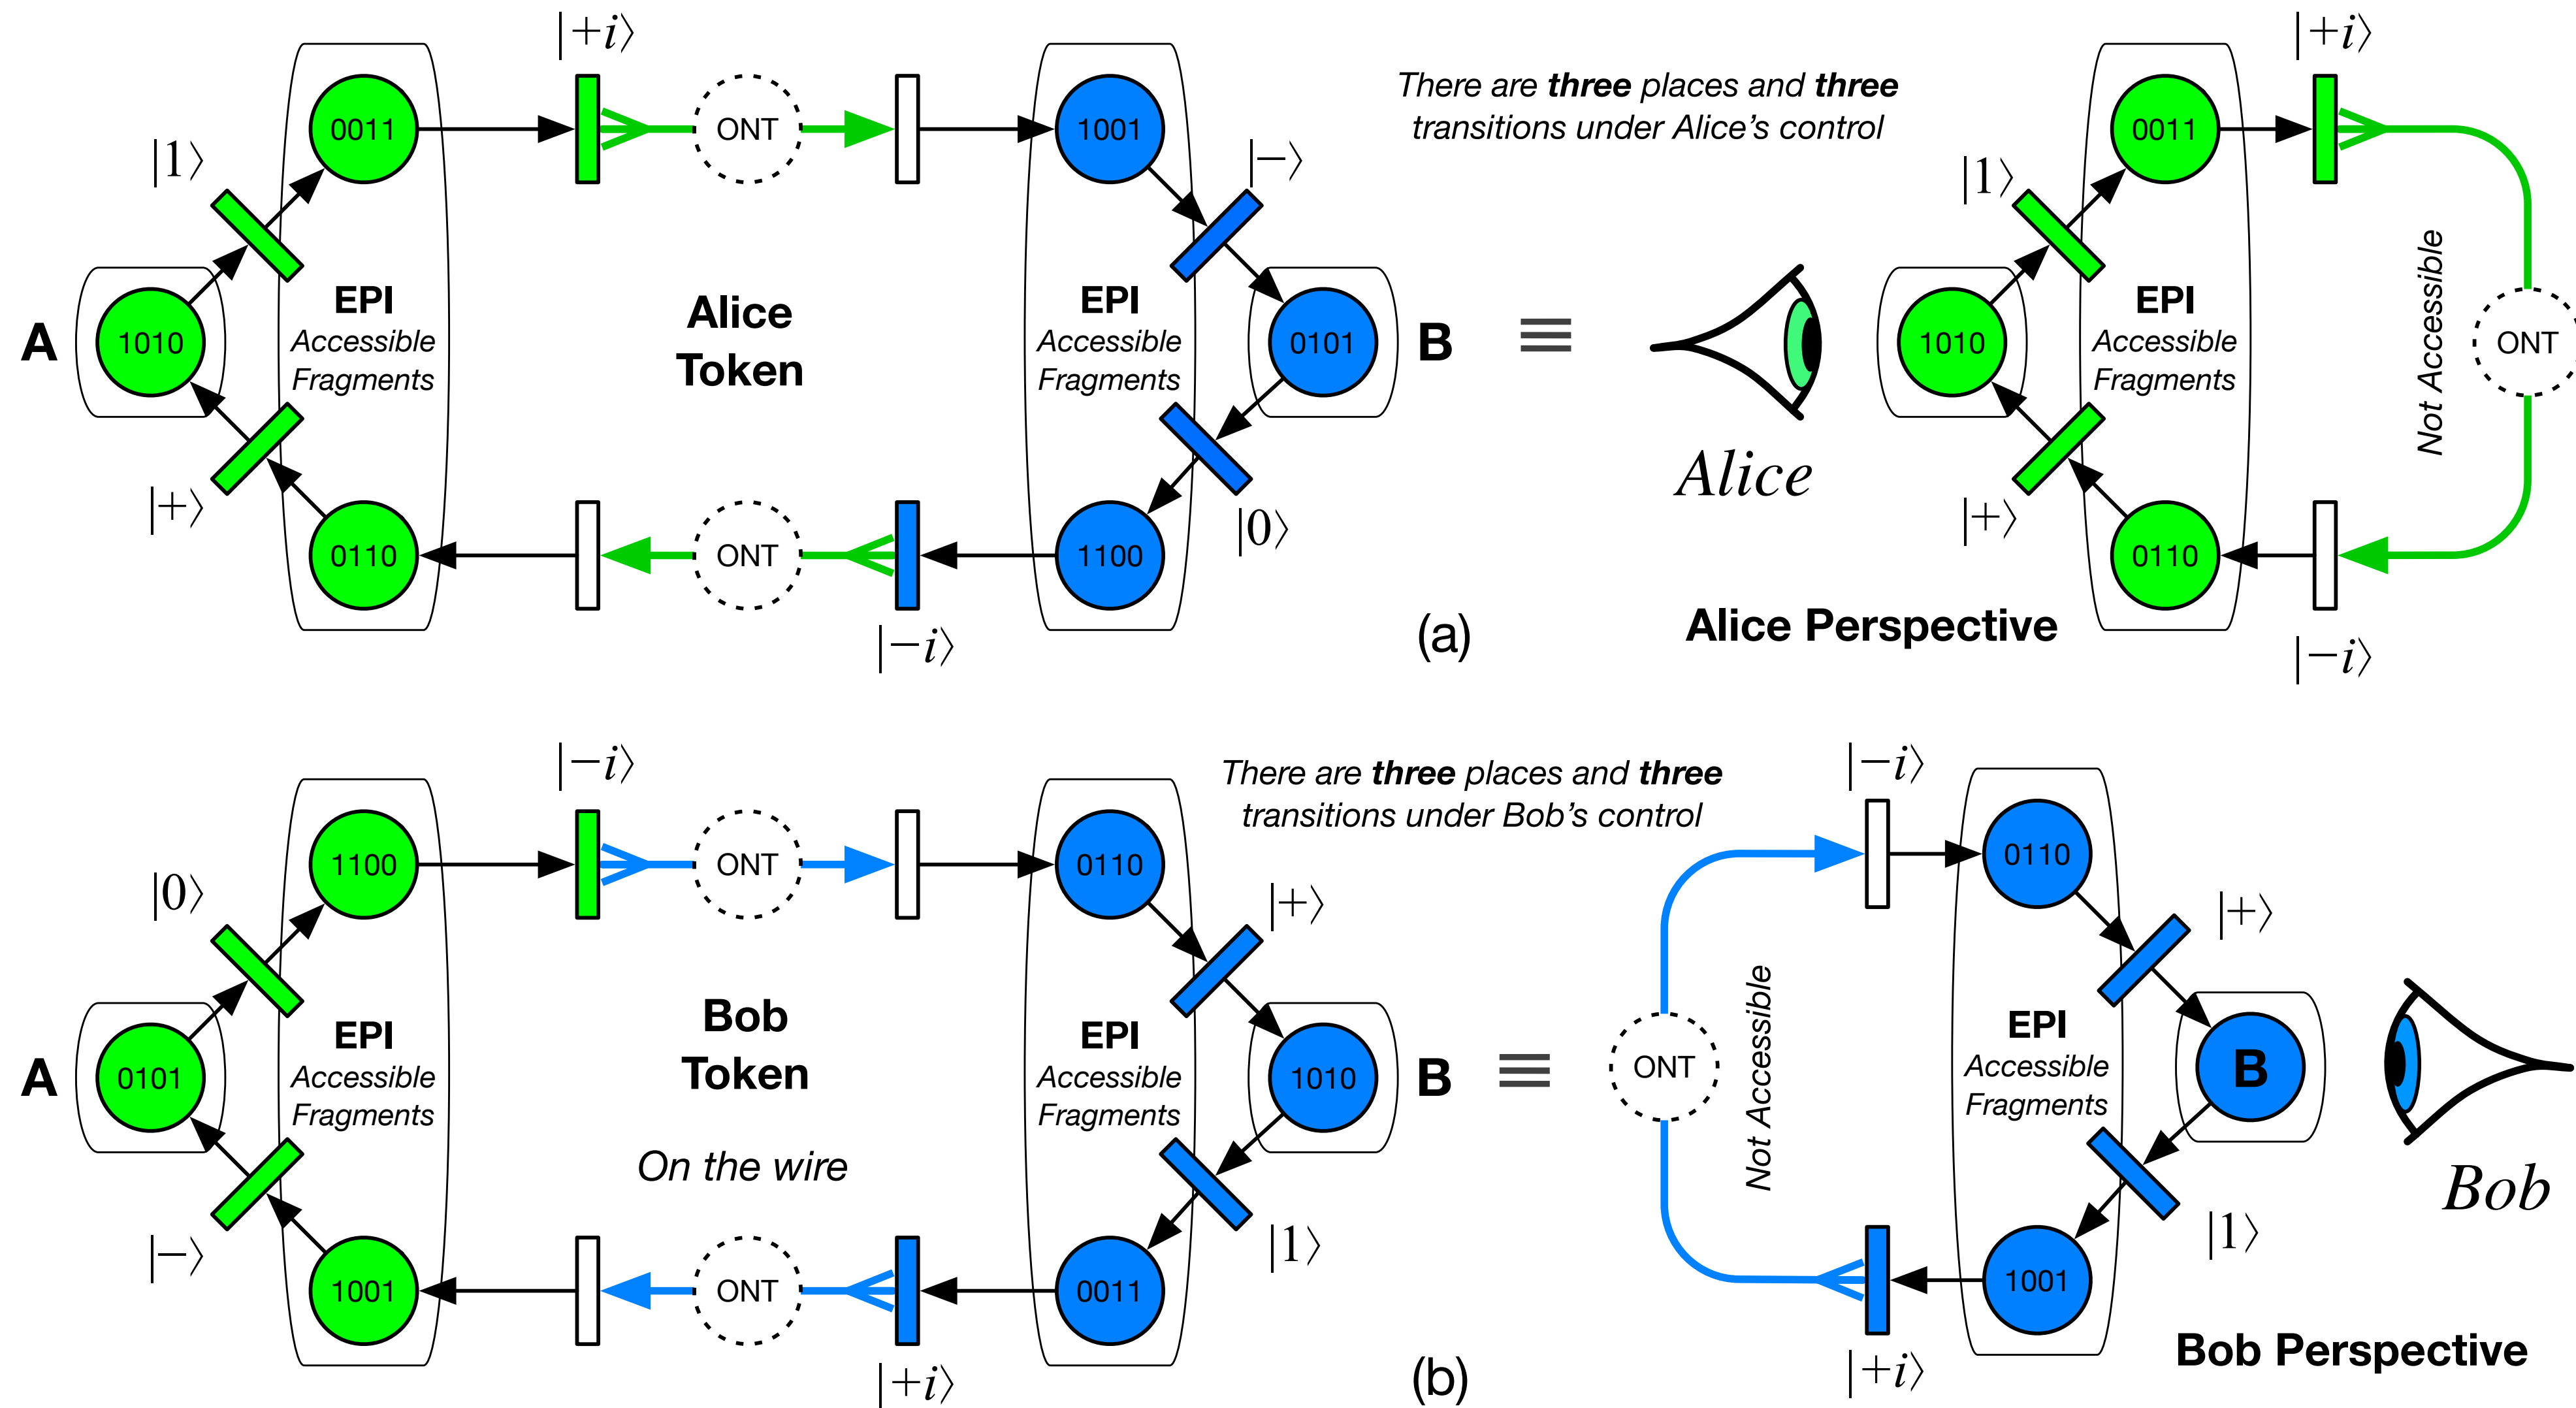 |+i⟩
There are three places and three
transitions under Alice's control
|+i⟩
0011
ONT
1001
0011
|1⟩
|−⟩
|1⟩
A
1010
EPI
Accessible
Fragments
Alice
Token
EPI
Accessible
Fragments
0101
B
≡
Alice
1010
EPI
Accessible
Fragments
Not Accessible
ONT
|+⟩
|0⟩
|+⟩
0110
ONT
1100
0110
|−i⟩
(a)
Alice Perspective
|−i⟩
|−i⟩
There are three places and three
transitions under Bob's control
|−i⟩
1100
ONT
0110
0110
|0⟩
|+⟩
|+⟩
A
0101
EPI
Accessible
Fragments
Bob
Token
On the wire
EPI
Accessible
Fragments
1010
B
≡
ONT
Not Accessible
EPI
Accessible
Fragments
B
Bob
|−⟩
|1⟩
|1⟩
1001
ONT
0011
1001
|+i⟩
(b)
|+i⟩
Bob Perspective